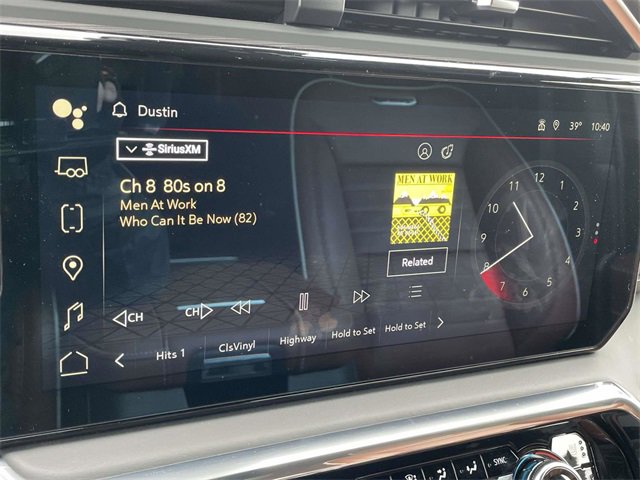 Dustin
39° 10:40
SiriusXM
Ch 8 80s on 8
Men At Work
Who Can It Be Now (82)
MEN AT WORK
Related
11 12 1
10 2
9 3
8 4
7 6 5
CH CH
Hits 1 ClsVinyl Highway Hold to Set Hold to Set
SYNC